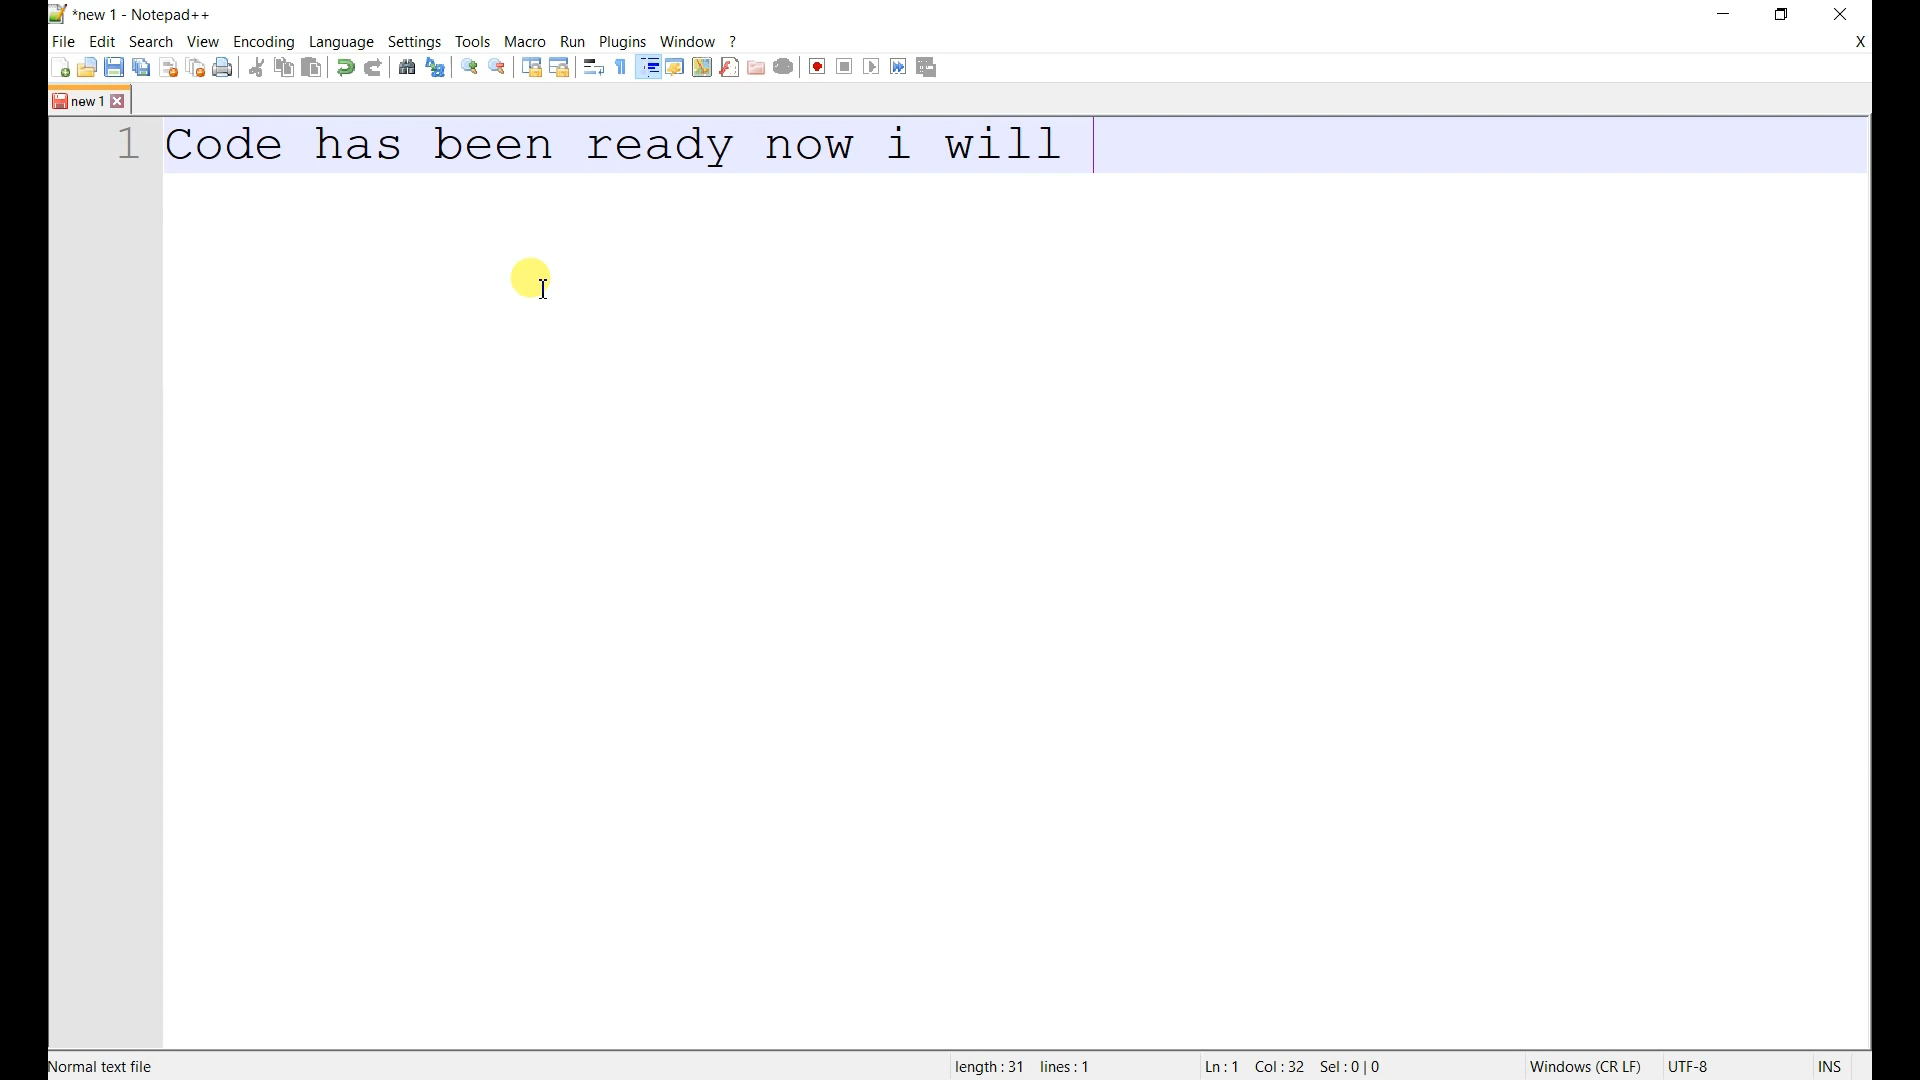 *new 1 - Notepad++
File Edit Search View Encoding Language Settings Tools Macro Run Plugins Window ? X
new 1
1 Code has been ready now i will
Normal text file length : 31 lines : 1 Ln : 1 Col : 32 Sel : 0 | 0 Windows (CR LF) UTF-8 INS